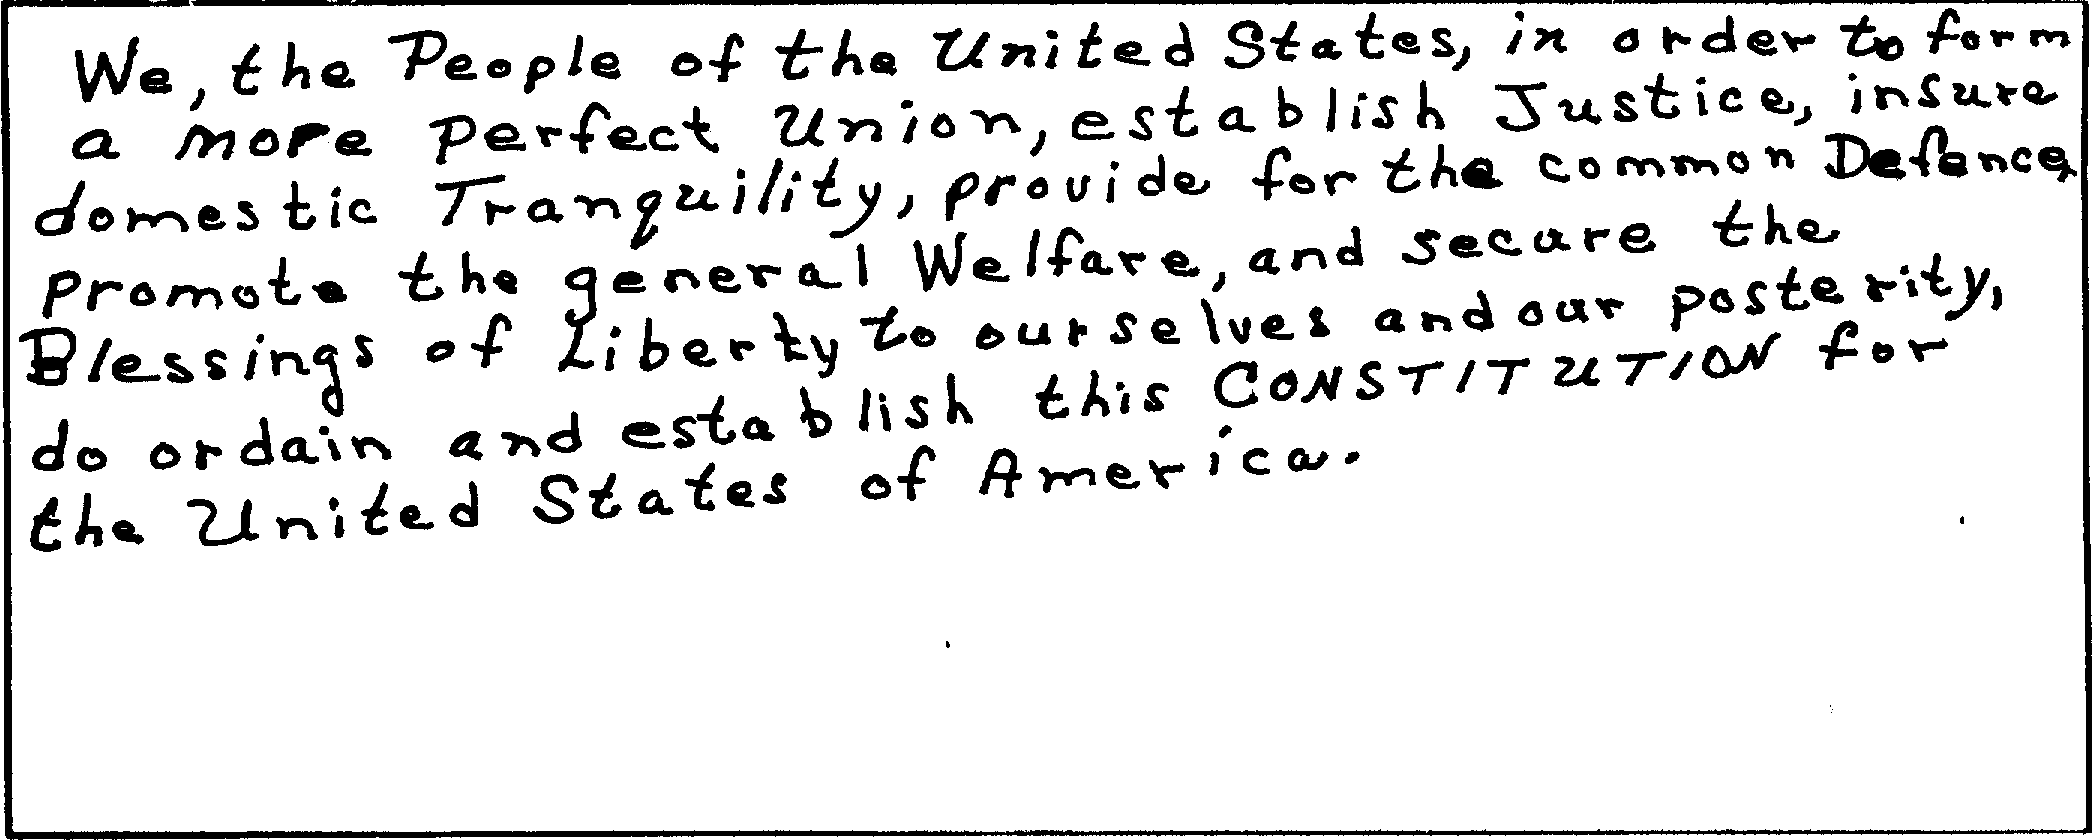 We, the People of the United States, in order to form
a more perfect Union, establish Justice, insure
domestic Tranquility, provide for the common Defence,
promote the general Welfare, and secure the
Blessings of Liberty to ourselves and our posterity,
do ordain and establish this CONSTITUTION for
the United States of America.